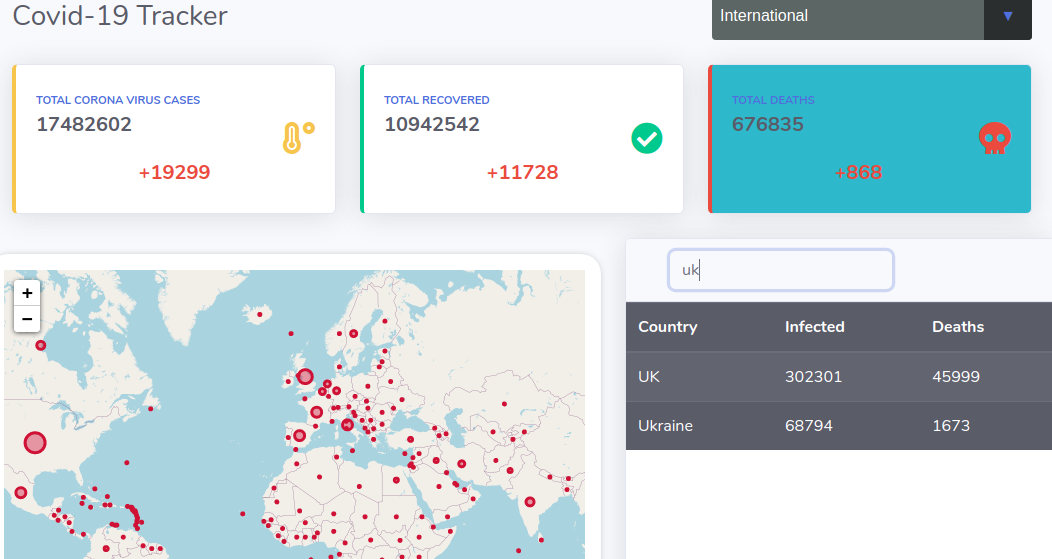 Covid-19 Tracker
International
TOTAL CORONA VIRUS CASES
17482602
+19299
TOTAL RECOVERED
10942542
+11728
TOTAL DEATHS
676835
+868
+
−
uk
Country Infected Deaths
UK 302301 45999
Ukraine 68794 1673